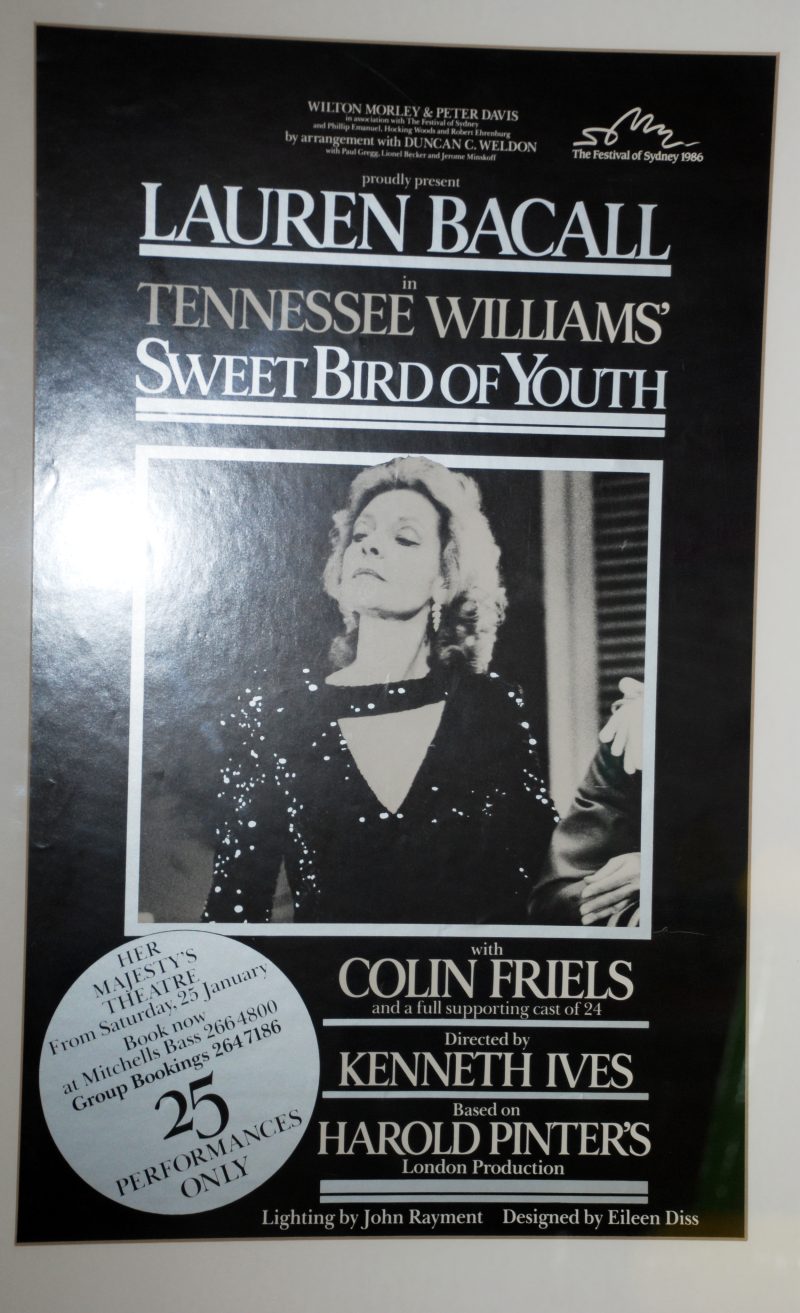 WILTON MORLEY & PETER DAVIS
in association with The Festival of Sydney
and Phillip Emanuel, Hocking Woods and Robert Ehrenburg
by arrangement with DUNCAN C. WELDON
with Paul Gregg, Lionel Becker and Jerome Minskoff
The Festival of Sydney 1986
proudly present
LAUREN BACALL
in
TENNESSEE WILLIAMS'
SWEET BIRD OF YOUTH
HER
MAJESTY'S
THEATRE
From Saturday, 25 January
Book now
at Mitchells Bass 266 4800
Group Bookings 264 7186
25
PERFORMANCES
ONLY
with
COLIN FRIELS
and a full supporting cast of 24
Directed by
KENNETH IVES
Based on
HAROLD PINTER'S
London Production
Lighting by John Rayment Designed by Eileen Diss